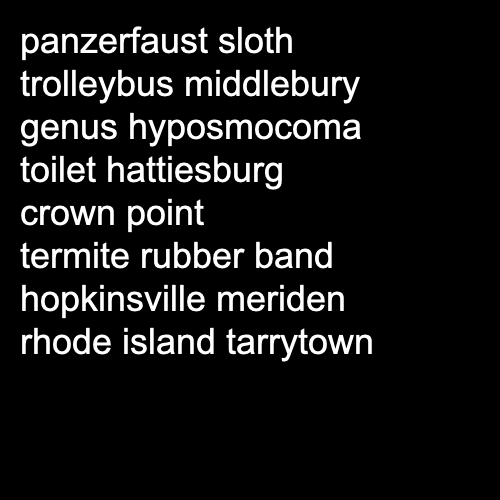 panzerfaust sloth
trolleybus middlebury
genus hyposmocoma
toilet hattiesburg
crown point
termite rubber band
hopkinsville meriden
rhode island tarrytown